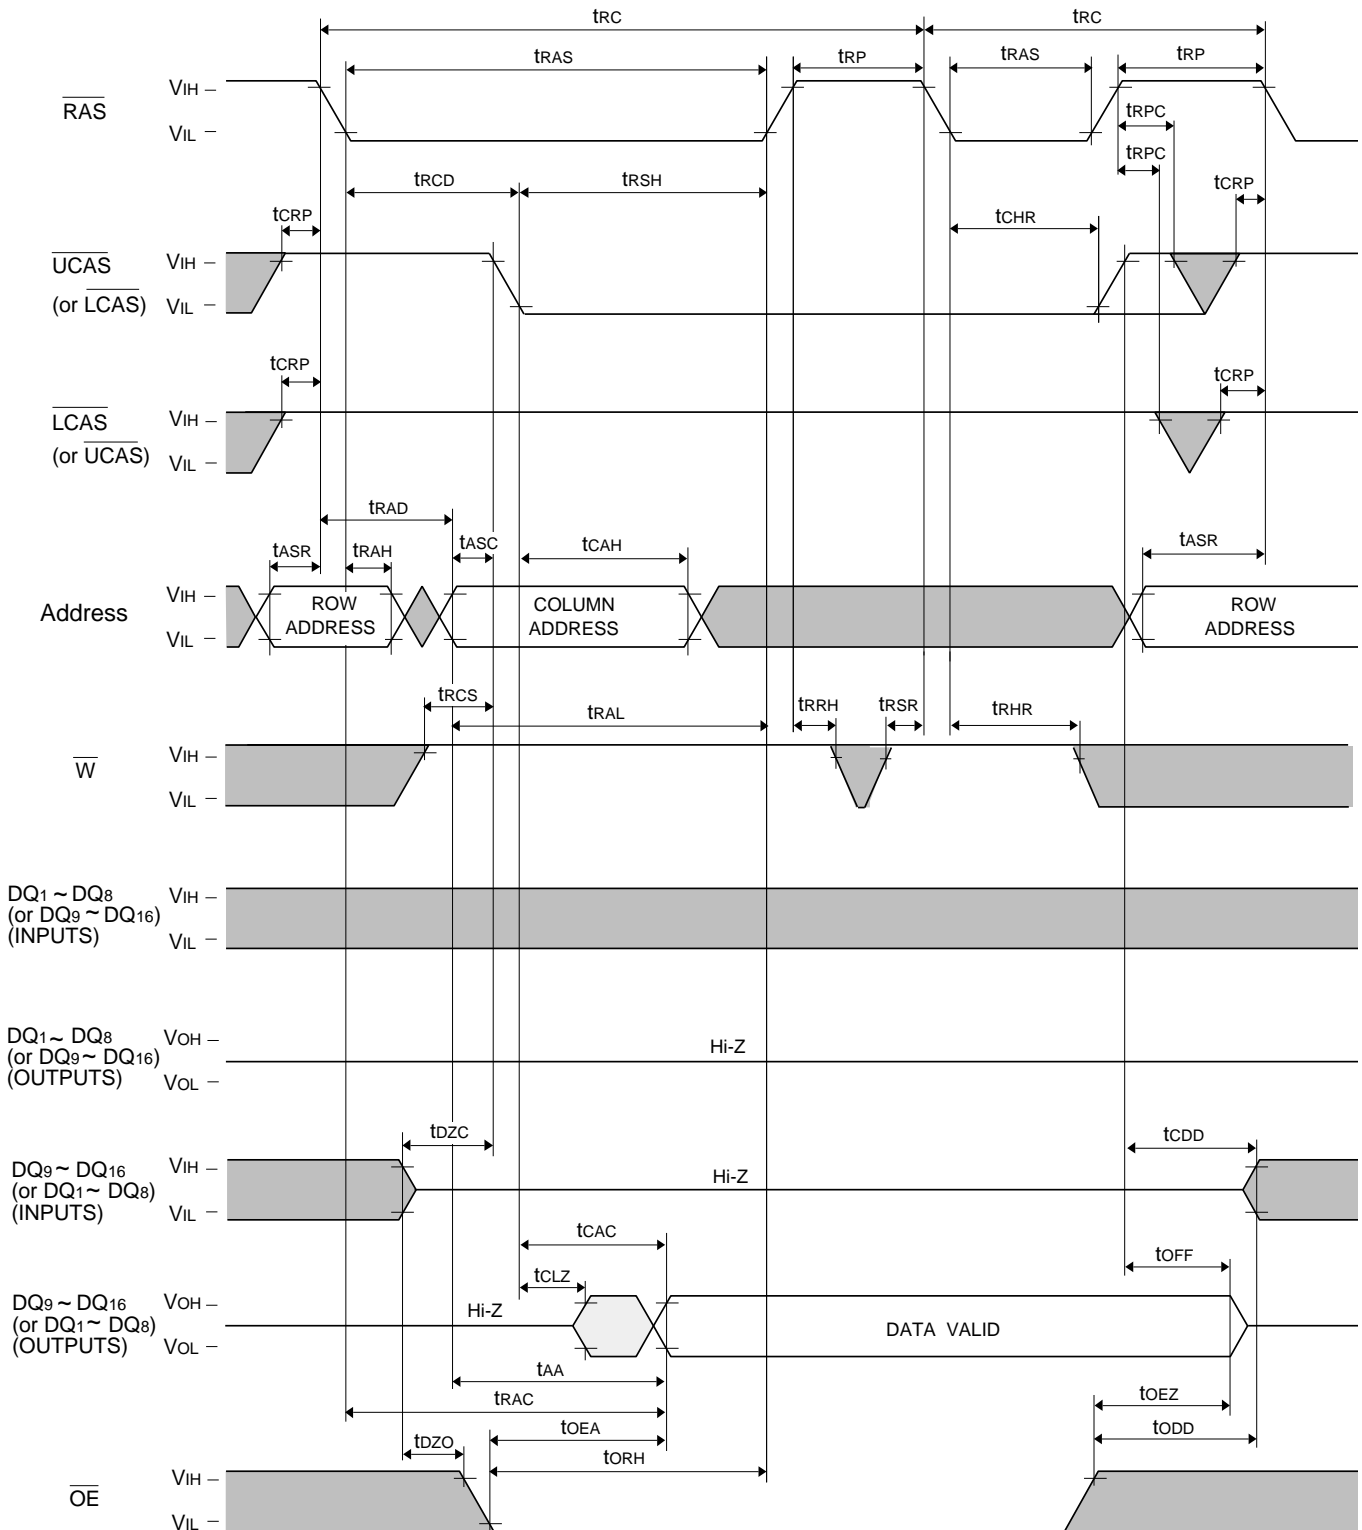 tRC tRC
tRAS tRP tRAS tRP
RAS VIH
VIL
tRPC
tRPC
tRCD tRSH
tCRP tCHR tCRP
UCAS
(or LCAS)
VIH
VIL
tCRP tCRP
LCAS
(or UCAS)
VIH
VIL
tRAD
tASR tRAH tASC tCAH tASR
Address VIH
VIL
ROW
ADDRESS
COLUMN
ADDRESS
ROW
ADDRESS
tRCS tRAL tRRH tRSR tRHR
W VIH
VIL
DQ1 ~ DQ8
(or DQ9 ~ DQ16)
(INPUTS)
VIH
VIL
DQ1 ~ DQ8
(or DQ9 ~ DQ16)
(OUTPUTS)
VOH
VOL
Hi-Z
tDZC tCDD
DQ9 ~ DQ16
(or DQ1 ~ DQ8)
(INPUTS)
VIH
VIL
Hi-Z
tCAC
tCLZ tOFF
DQ9 ~ DQ16
(or DQ1 ~ DQ8)
(OUTPUTS)
VOH
VOL
Hi-Z DATA VALID
tAA
tRAC tOEZ
tOEA tODD
tDZO tORH
OE VIH
VIL